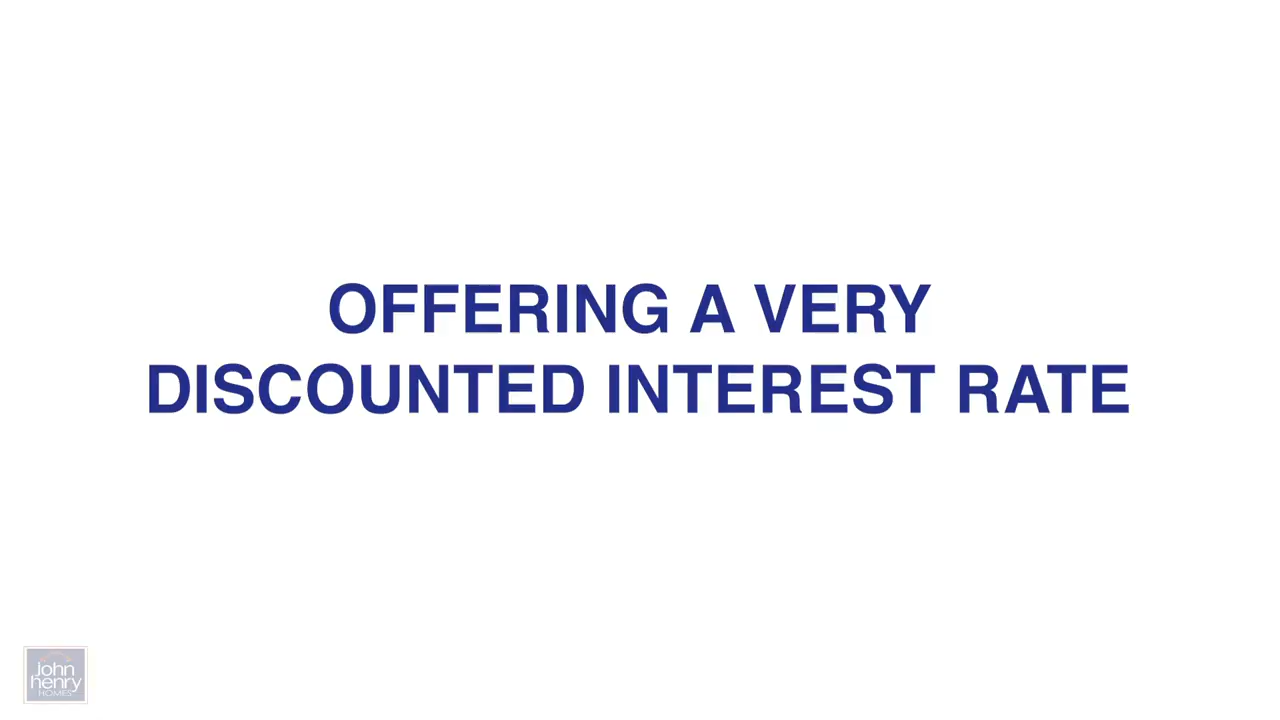 OFFERING A VERY
DISCOUNTED INTEREST RATE
john
henry
HOMES